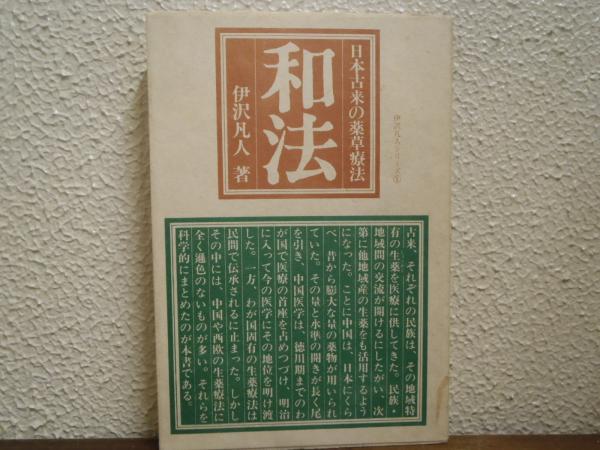 伊沢凡人シリーズ①
日本古来の薬草療法
和法
伊沢凡人 著
古来、それぞれの民族は、その地域特
有の生薬を医療に供してきた。民族・
地域間の交流が開けるにしたがい、次
第に他地域産の生薬をも活用するよう
になった。ことに中国は、日本にくら
べ、昔から膨大な量の薬物が用いられ
ていた。その量と水準の開きが長く尾
を引き、中国医学は、徳川期までのわ
が国で医療の首座を占めつづけ、明治
に入って今の医学にその地位を明け渡
した。一方、わが国固有の生薬療法は
民間で伝承されるに止まった。しかし
その中には、中国や西欧の生薬療法に
全く遜色のないものが多い。それらを
科学的にまとめたのが本書である。